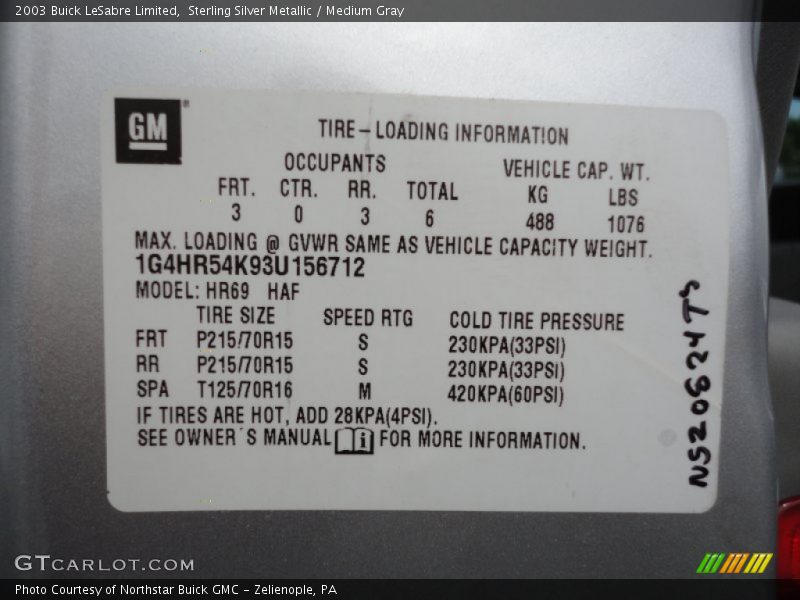 2003 Buick LeSabre Limited,  Sterling Silver Metallic / Medium Gray
GM
TIRE-LOADING INFORMATION
OCCUPANTS VEHICLE CAP. WT.
FRT. CTR. RR. TOTAL KG LBS
3 0 3 6 488 1076
MAX. LOADING @ GVWR SAME AS VEHICLE CAPACITY WEIGHT.
1G4HR54K93U156712
MODEL: HR69 HAF
TIRE SIZE SPEED RTG COLD TIRE PRESSURE
FRT P215/70R15 S 230KPA(33PSI)
RR P215/70R15 S 230KPA(33PSI)
SPA T125/70R16 M 420KPA(60PSI)
IF TIRES ARE HOT, ADD 28KPA(4PSI).
SEE OWNER´S MANUAL FOR MORE INFORMATION.
GTCARLOT.COM
Photo Courtesy of Northstar Buick GMC - Zelienople, PA